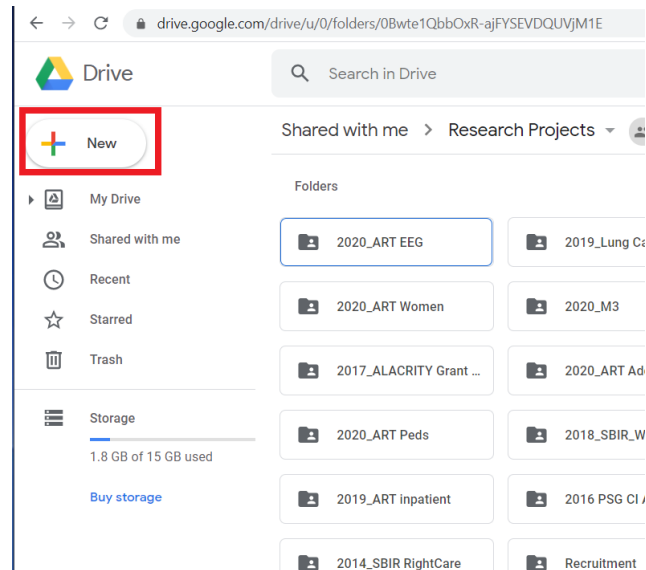 drive.google.com/drive/u/0/folders/0Bwte1QbbOxR-ajFYSEVDQUVjM1E
Drive
Search in Drive
New
Shared with me > Research Projects
My Drive
Folders
Shared with me
2020_ART EEG
2019_Lung Ca
Recent
Starred
2020_ART Women
2020_M3
Trash
2017_ALACRITY Grant ...
2020_ART Ad
Storage
1.8 GB of 15 GB used
2020_ART Peds
2018_SBIR_W
Buy storage
2019_ART inpatient
2016 PSG CI
2014_SBIR RightCare
Recruitment